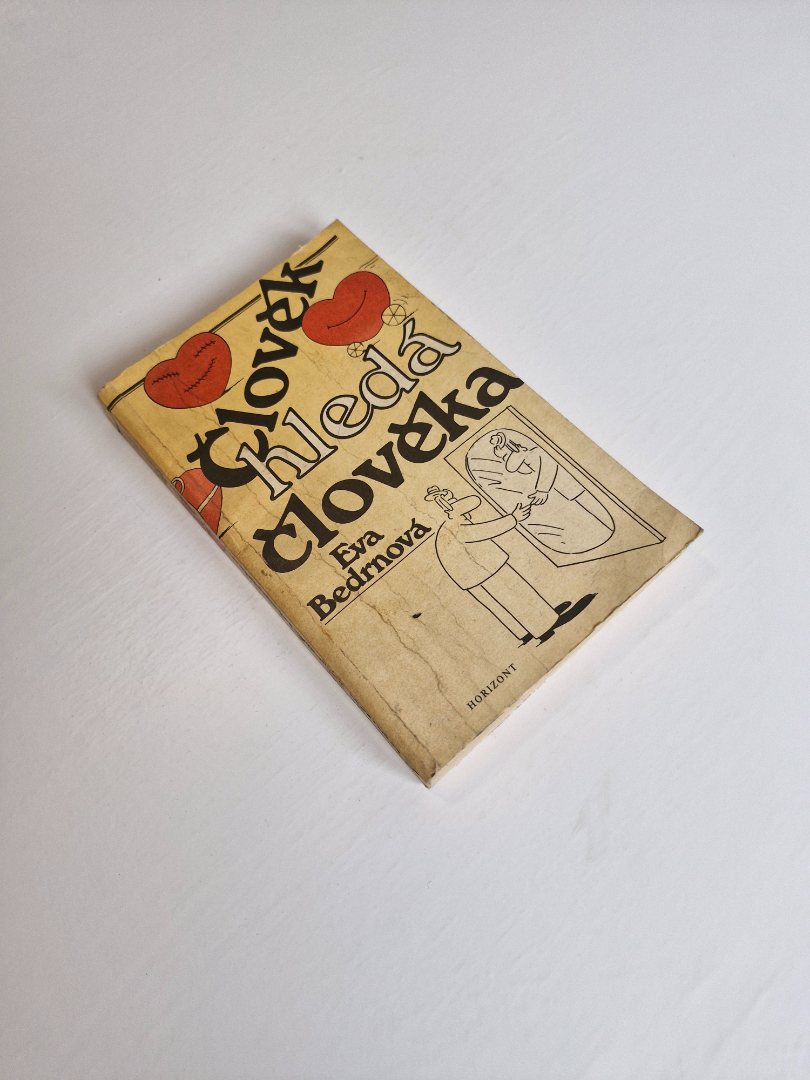 Člověk
hledá
člověka
Eva
Bedrnová
HORIZONT